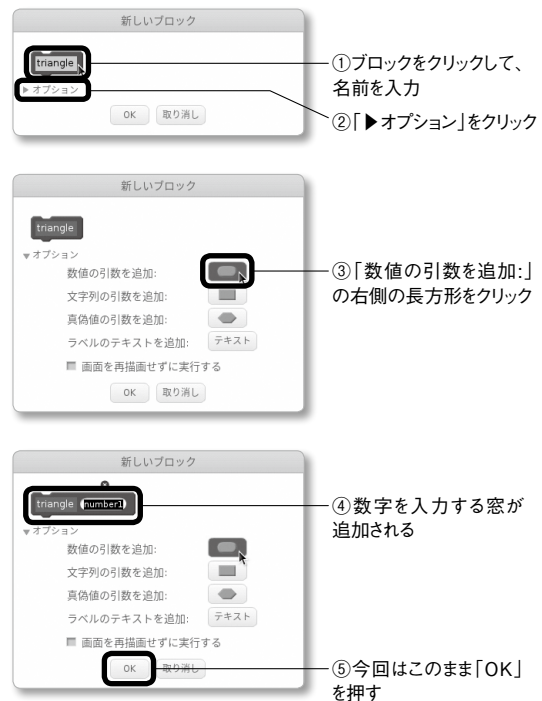 新しいブロック
triangle
▶ オプション
OK 取り消し
①ブロックをクリックして、
名前を入力
②「▶オプション」をクリック
新しいブロック
triangle
▼オプション
数値の引数を追加:
文字列の引数を追加:
真偽値の引数を追加:
ラベルのテキストを追加: テキスト
画面を再描画せずに実行する
OK 取り消し
③「数値の引数を追加:」
の右側の長方形をクリック
新しいブロック
triangle number1
▼オプション
数値の引数を追加:
文字列の引数を追加:
真偽値の引数を追加:
ラベルのテキストを追加: テキスト
画面を再描画せずに実行する
OK 取り消し
④数字を入力する窓が
追加される
⑤今回はこのまま「OK」
を押す